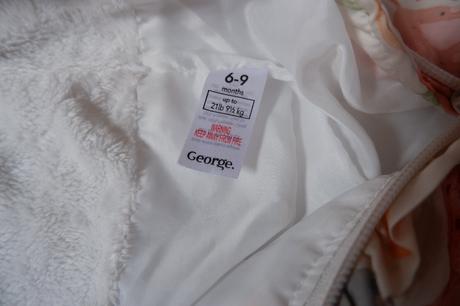 6-9
months
up to
21lb 9½ kg
WARNING
KEEP AWAY FROM FIRE
George.